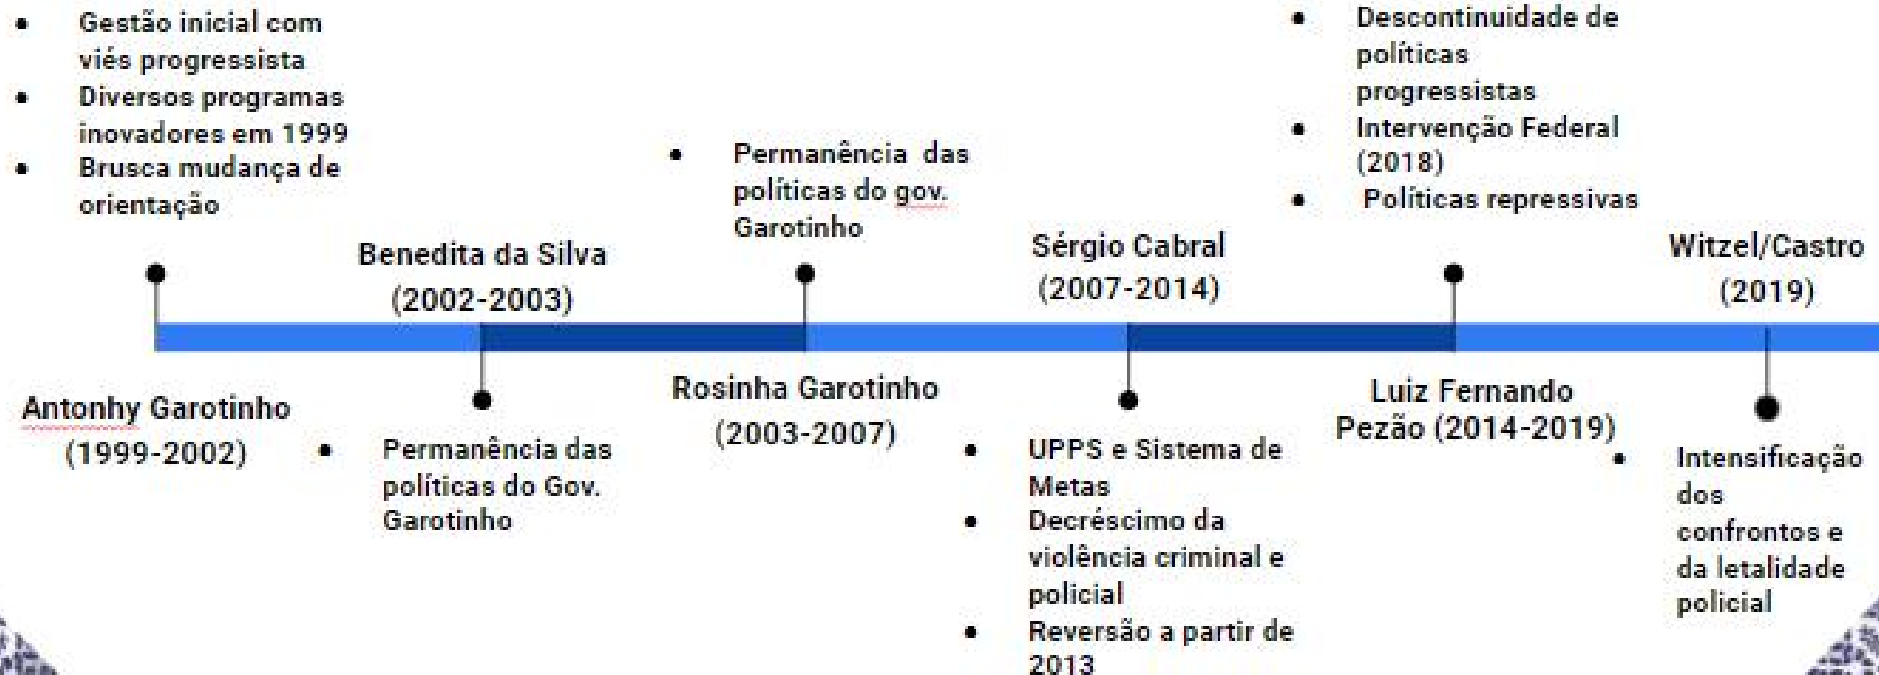 Gestão inicial com
viés progressista
Diversos programas
inovadores em 1999
Brusca mudança de
orientação
Antonhy Garotinho
(1999-2002)
Benedita da Silva
(2002-2003)
Permanência das
políticas do Gov.
Garotinho
Permanência das
políticas do gov.
Garotinho
Rosinha Garotinho
(2003-2007)
Sérgio Cabral
(2007-2014)
UPPS e Sistema de
Metas
Decréscimo da
violência criminal e
policial
Reversão a partir de
2013
Descontinuidade de
políticas
progressistas
Intervenção Federal
(2018)
Políticas repressivas
Luiz Fernando
Pezão (2014-2019)
Witzel/Castro
(2019)
Intensificação
dos
confrontos e
da letalidade
policial